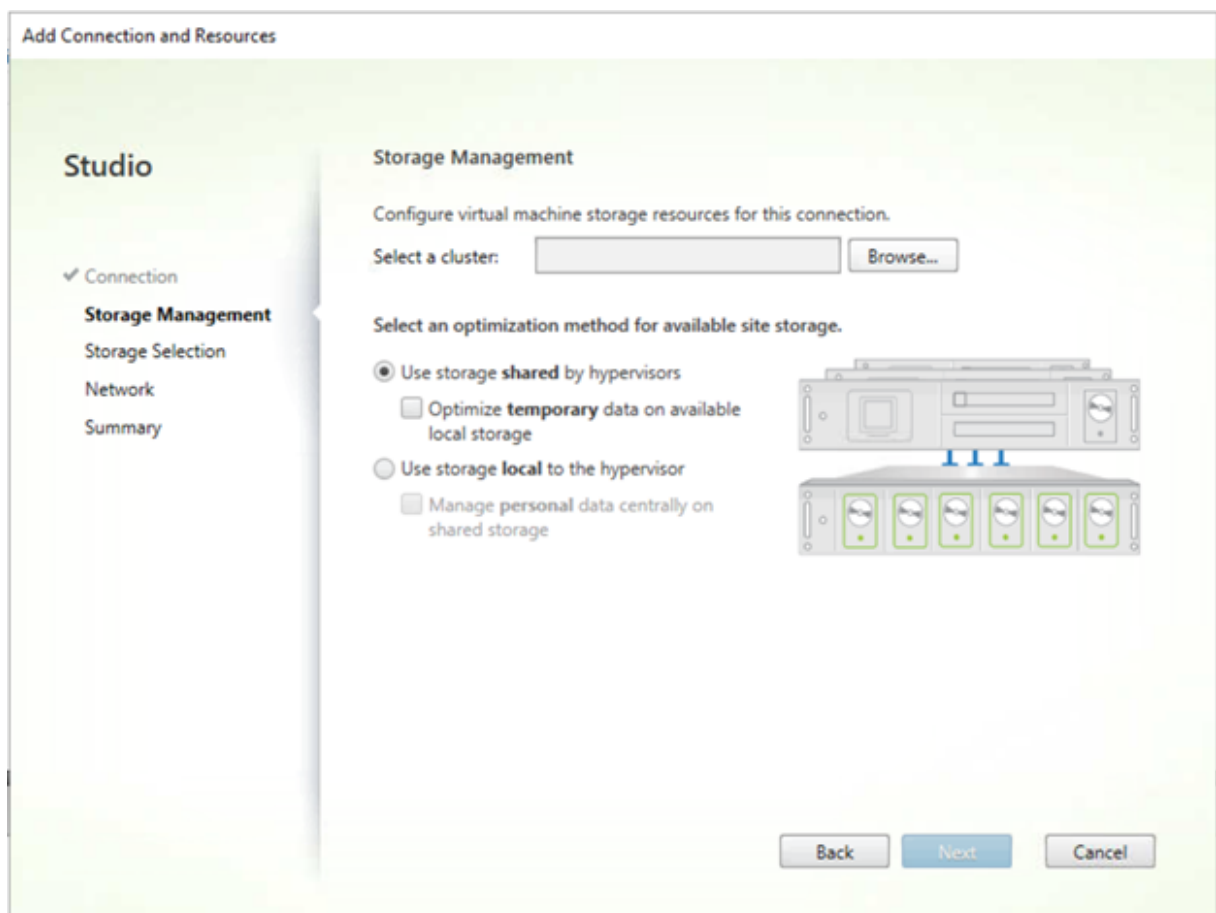 Add Connection and Resources
Studio
Connection
Storage Management
Storage Selection
Network
Summary
Storage Management
Configure virtual machine storage resources for this connection.
Select a cluster:
Browse...
Select an optimization method for available site storage.
Use storage shared by hypervisors
Optimize temporary data on available
local storage
Use storage local to the hypervisor
Manage personal data centrally on
shared storage
Back
Next
Cancel